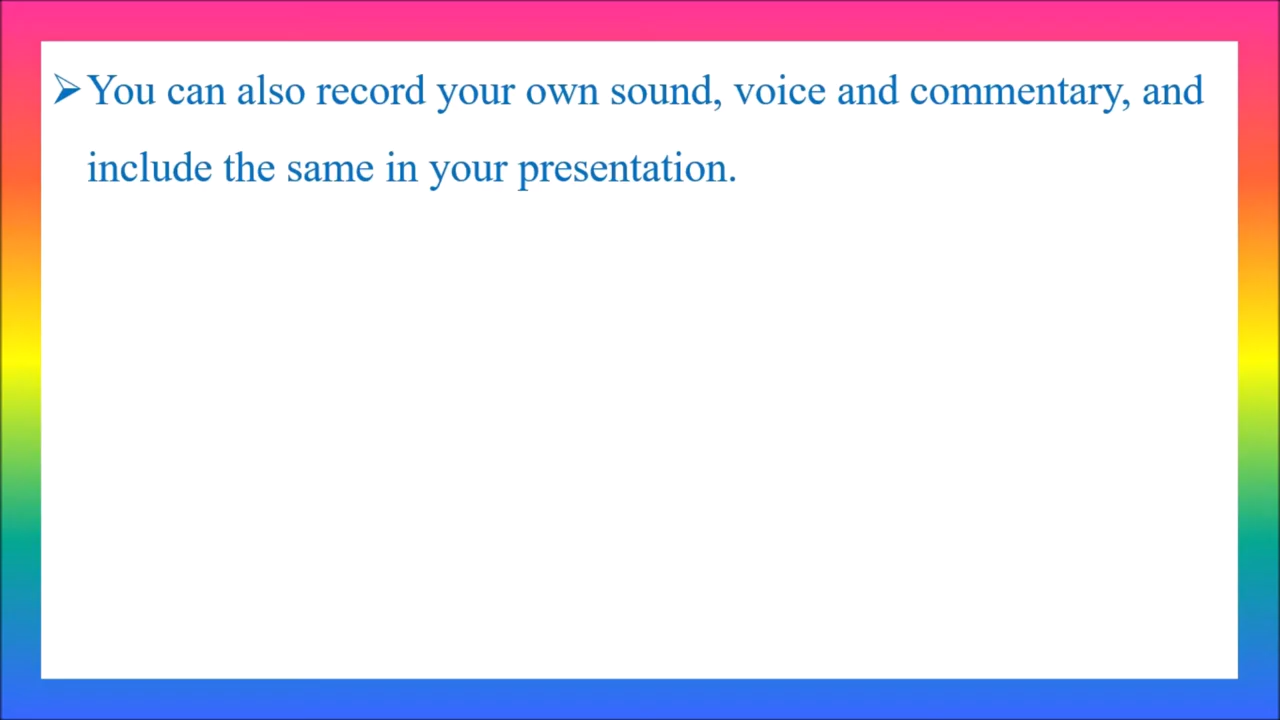 ➢ You can also record your own sound, voice and commentary, and
include the same in your presentation.